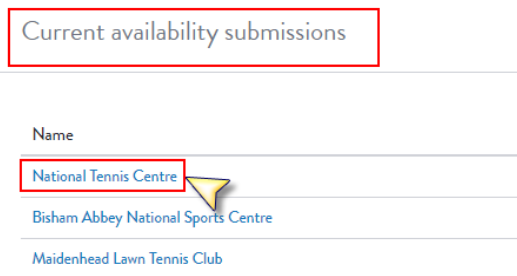 Current availability submissions
Name
National Tennis Centre
Bisham Abbey National Sports Centre
Maidenhead Lawn Tennis Club